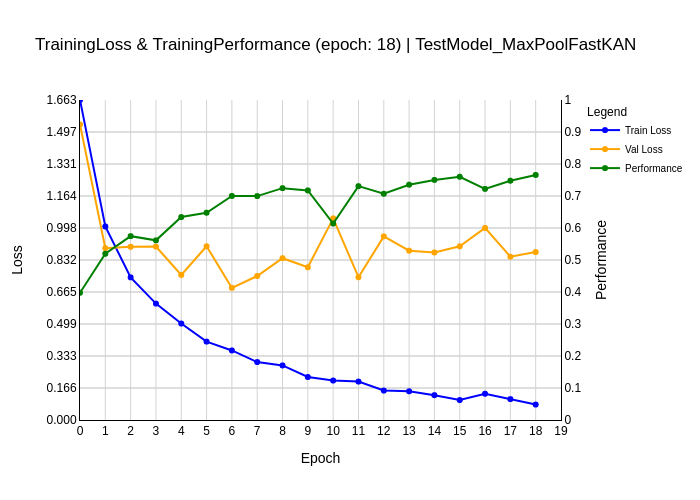 TrainingLoss & TrainingPerformance (epoch: 18) | TestModel_MaxPoolFastKAN
Legend
Train Loss
Val Loss
Performance
1.663
1.497
1.331
1.164
0.998
0.832
0.665
0.499
0.333
0.166
0.000
Loss
1
0.9
0.8
0.7
0.6
0.5
0.4
0.3
0.2
0.1
0
Performance
0 1 2 3 4 5 6 7 8 9 10 11 12 13 14 15 16 17 18 19
Epoch